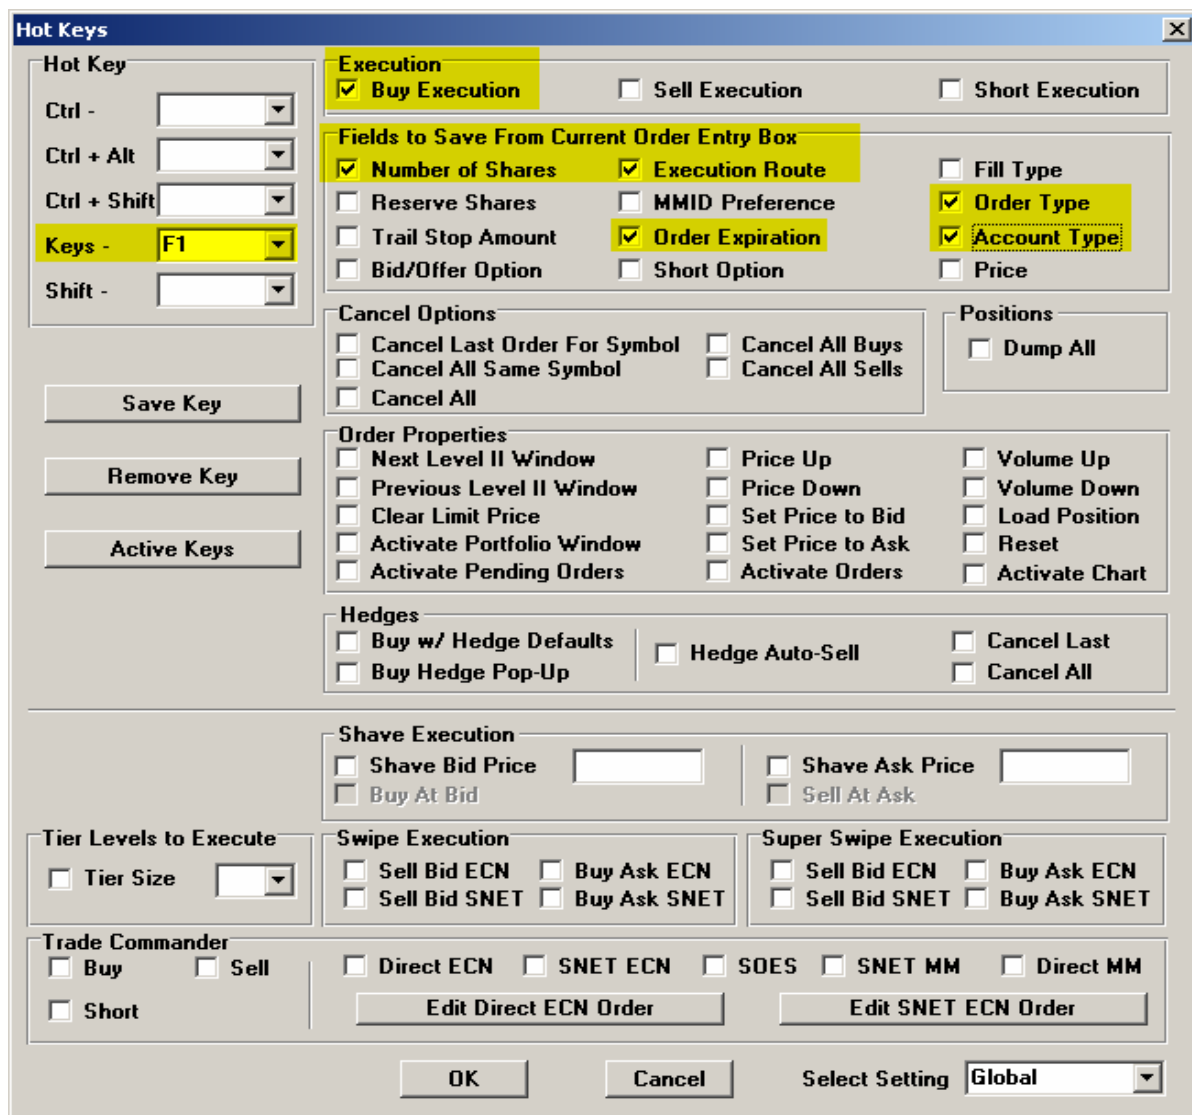 Hot Keys
Hot Key
Ctrl -
Ctrl + Alt
Ctrl + Shift
Keys - F1
Shift -
Save Key
Remove Key
Active Keys
Execution
Buy Execution Sell Execution Short Execution
Fields to Save From Current Order Entry Box
Number of Shares Execution Route Fill Type
Reserve Shares MMID Preference Order Type
Trail Stop Amount Order Expiration Account Type
Bid/Offer Option Short Option Price
Cancel Options
Cancel Last Order For Symbol Cancel All Buys
Cancel All Same Symbol Cancel All Sells
Cancel All
Positions
Dump All
Order Properties
Next Level II Window Price Up Volume Up
Previous Level II Window Price Down Volume Down
Clear Limit Price Set Price to Bid Load Position
Activate Portfolio Window Set Price to Ask Reset
Activate Pending Orders Activate Orders Activate Chart
Hedges
Buy w/ Hedge Defaults Hedge Auto-Sell Cancel Last
Buy Hedge Pop-Up Cancel All
Shave Execution
Shave Bid Price Shave Ask Price
Buy At Bid Sell At Ask
Tier Levels to Execute
Tier Size
Swipe Execution
Sell Bid ECN Buy Ask ECN
Sell Bid SNET Buy Ask SNET
Super Swipe Execution
Sell Bid ECN Buy Ask ECN
Sell Bid SNET Buy Ask SNET
Trade Commander
Buy Sell Direct ECN SNET ECN SOES SNET MM Direct MM
Short Edit Direct ECN Order Edit SNET ECN Order
OK Cancel Select Setting Global